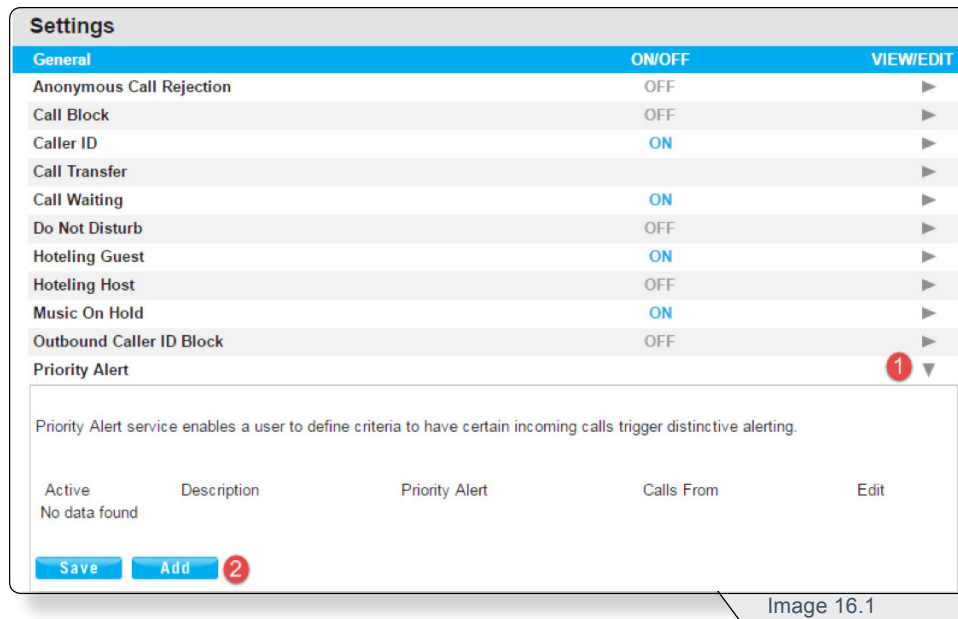 Settings
General ON/OFF VIEW/EDIT
Anonymous Call Rejection OFF
Call Block OFF
Caller ID ON
Call Transfer
Call Waiting ON
Do Not Disturb OFF
Hoteling Guest ON
Hoteling Host OFF
Music On Hold ON
Outbound Caller ID Block OFF
Priority Alert 1
Priority Alert service enables a user to define criteria to have certain incoming calls trigger distinctive alerting.
Active Description Priority Alert Calls From Edit
No data found
Save Add 2
Image 16.1